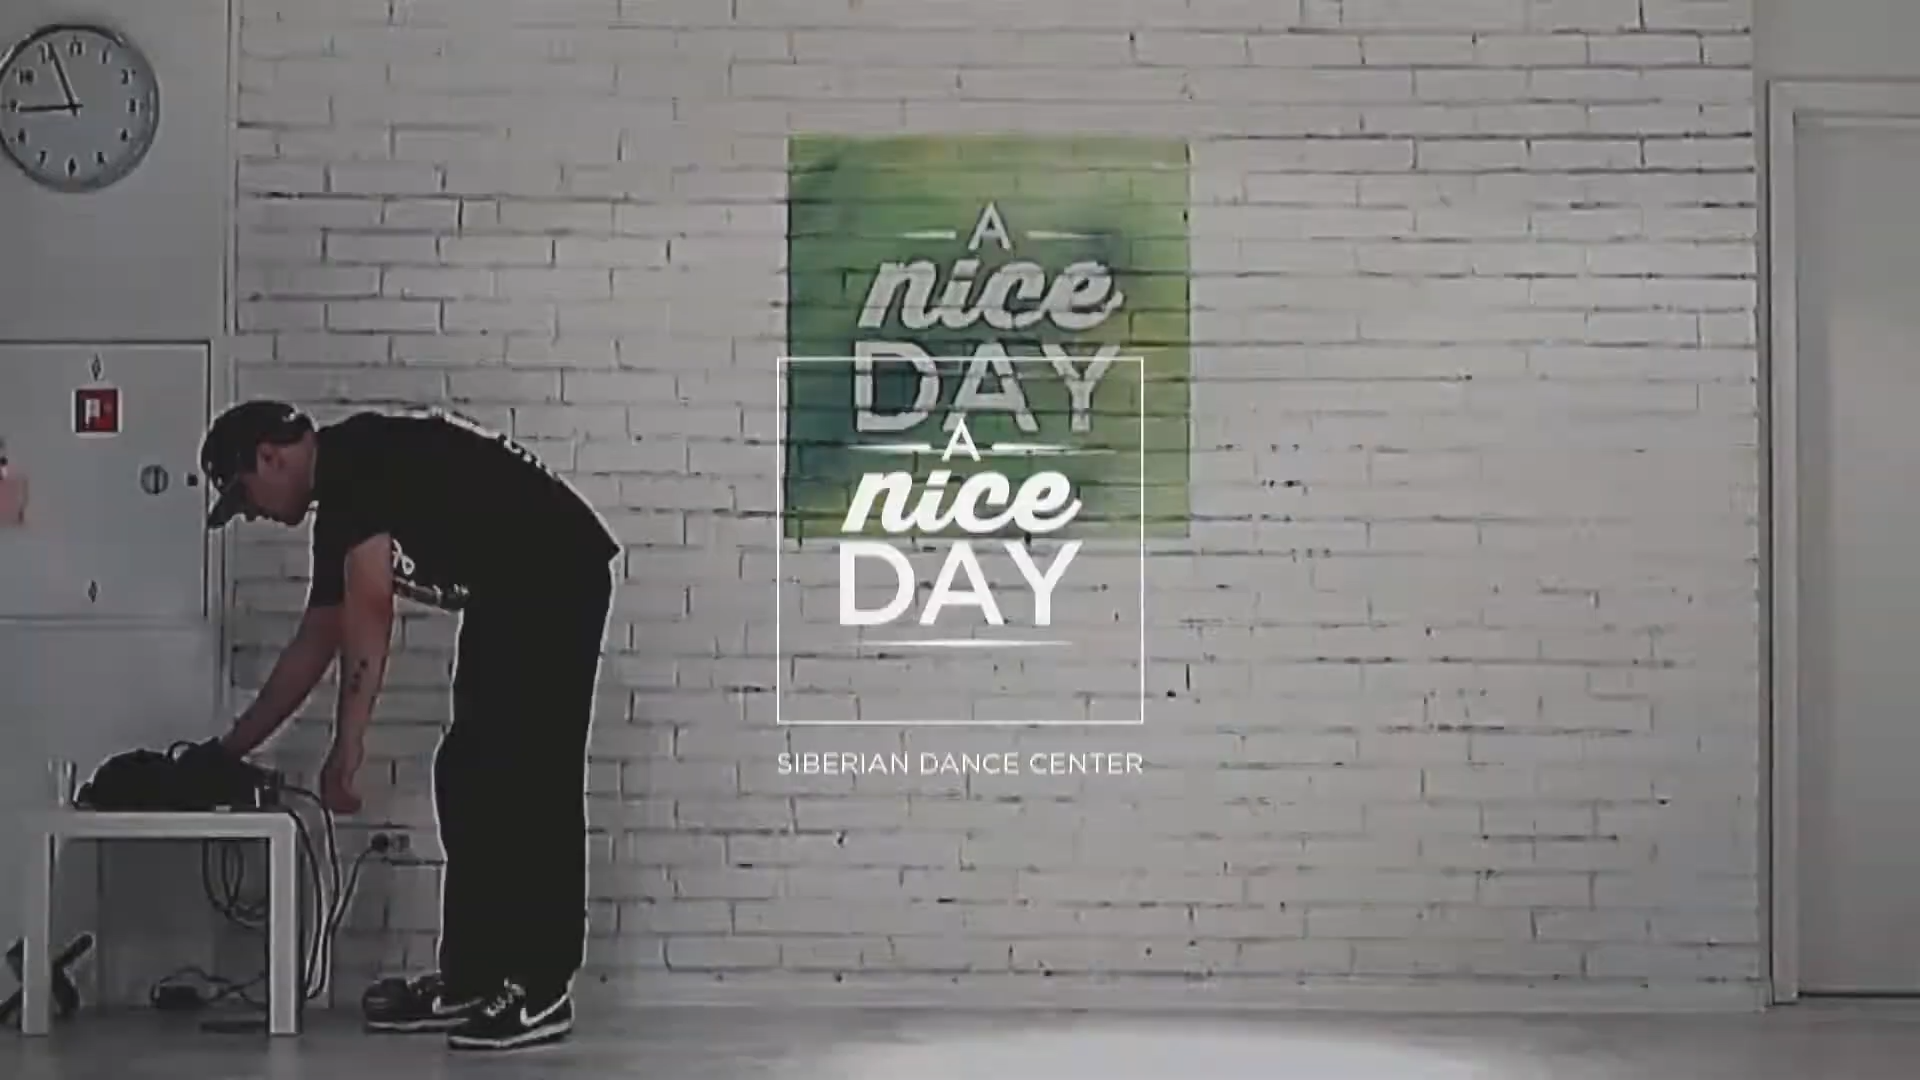 A
nice
DAY
A
nice
DAY
SIBERIAN DANCE CENTER